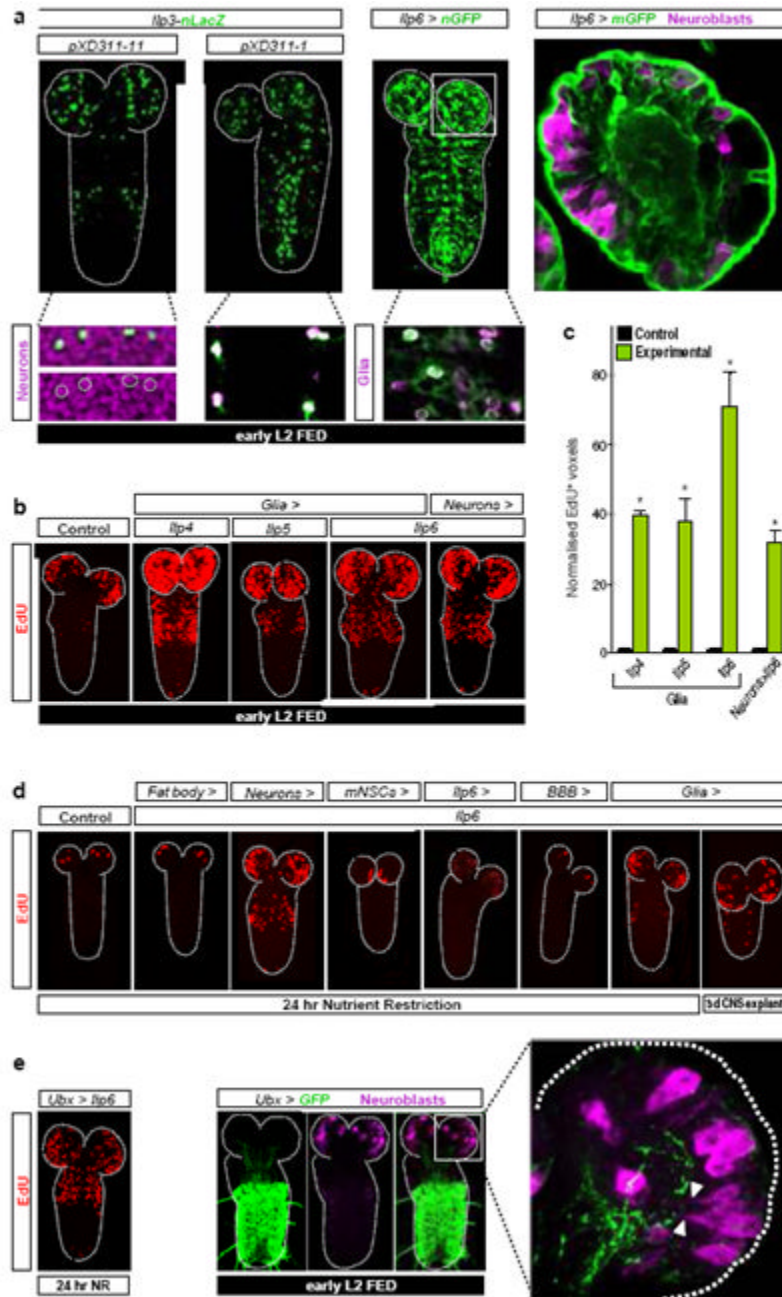 a
Ilp3-nLacZ
Ilp6 > nGFP
Ilp6 > mGFP Neuroblasts
pXD311-11
pXD311-1
Neurons
Glia
early L2 FED
c
Control
Experimental
Normalised EdU⁺ voxels
80
60
40
20
0
*
*
*
*
Ilp4
Ilp5
Ilp6
Neurons>Ilp6
Glia
b
Glia >
Neurons >
Control
Ilp4
Ilp5
Ilp6
EdU
early L2 FED
d
Fat body >
Neurons >
mNSCs >
Ilp6 >
BBB >
Glia >
Control
Ilp6
EdU
24 hr Nutrient Restriction
CNS explant
e
Ubx > Ilp6
Ubx > GFP Neuroblasts
EdU
24 hr NR
early L2 FED